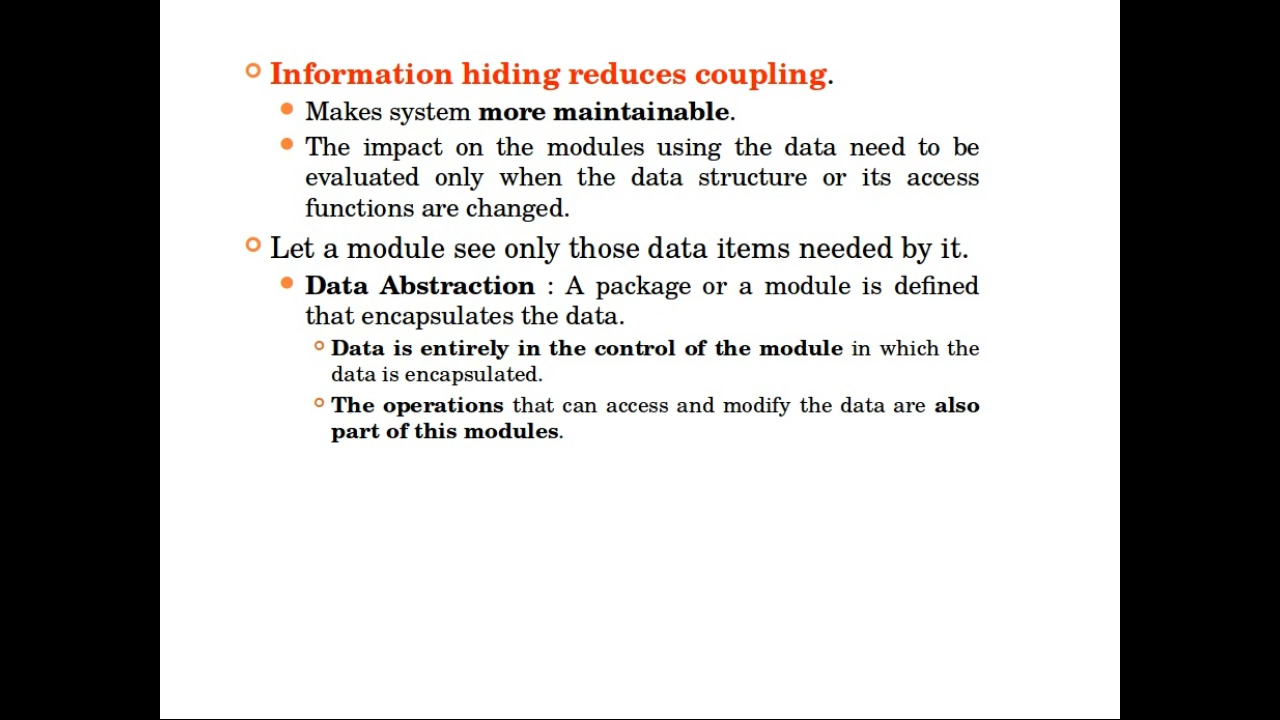 Information hiding reduces coupling.
Makes system more maintainable.
The impact on the modules using the data need to be
evaluated only when the data structure or its access
functions are changed.
Let a module see only those data items needed by it.
Data Abstraction : A package or a module is defined
that encapsulates the data.
Data is entirely in the control of the module in which the
data is encapsulated.
The operations that can access and modify the data are also
part of this modules.